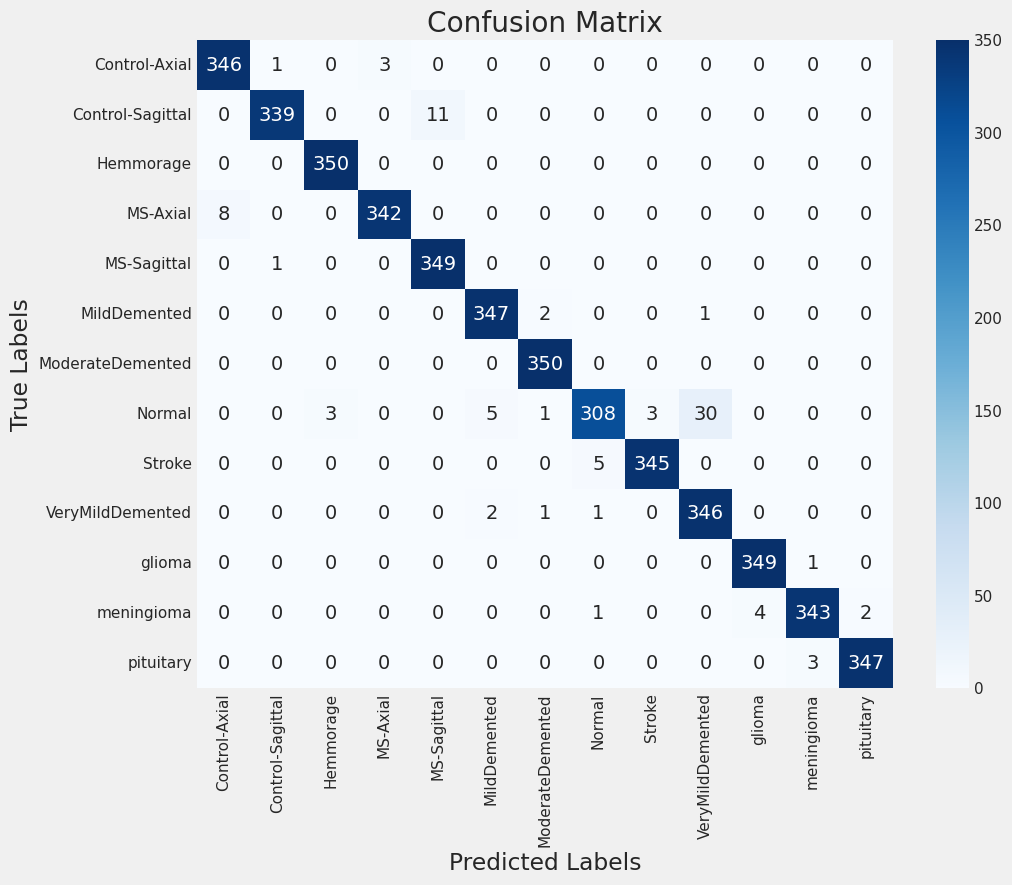 Confusion Matrix
Control-Axial 346 1 3 0 0 0 0 0 0 0 0 0 0
Control-Sagittal 0 339 0 0 11 0 0 0 0 0 0 0 0
Hemmorage 0 0 350 0 0 0 0 0 0 0 0 0 0
MS-Axial 8 0 0 342 0 0 0 0 0 0 0 0 0
MS-Sagittal 0 1 0 0 349 0 0 0 0 0 0 0 0
MildDemented 0 0 0 0 0 347 2 0 0 1 0 0 0
ModerateDemented 0 0 0 0 0 0 350 0 0 0 0 0 0
Normal 0 0 3 0 0 5 1 308 3 30 0 0 0
Stroke 0 0 0 0 0 0 0 5 345 0 0 0 0
VeryMildDemented 0 0 0 0 0 2 1 1 0 346 0 0 0
glioma 0 0 0 0 0 0 0 0 0 0 349 1 0
meningioma 0 0 0 0 0 0 0 1 0 0 4 343 2
pituitary 0 0 0 0 0 0 0 0 0 0 0 3 347
True Labels
Control-Axial
Control-Sagittal
Hemmorage
MS-Axial
MS-Sagittal
MildDemented
ModerateDemented
Normal
Stroke
VeryMildDemented
glioma
meningioma
pituitary
Predicted Labels
350
300
250
200
150
100
50
0